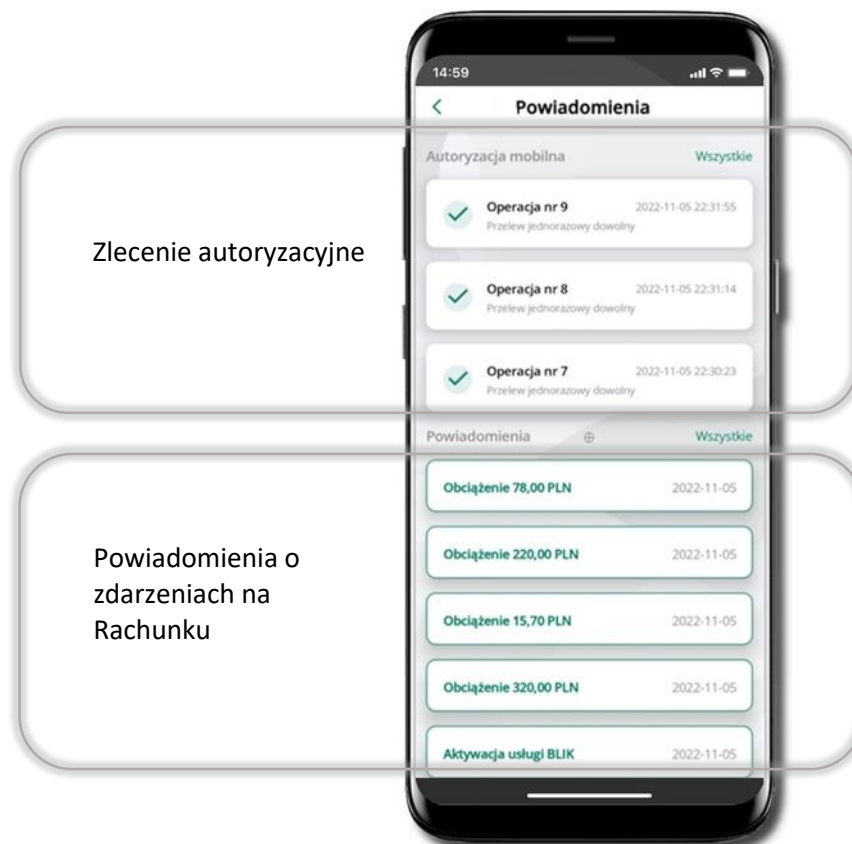 14:59
Powiadomienia
Autoryzacja mobilna Wszystkie
Operacja nr 9 2022-11-05 22:31:55
Przelew jednorazowy dowolny
Zlecenie autoryzacyjne
Operacja nr 8 2022-11-05 22:31:14
Przelew jednorazowy dowolny
Operacja nr 7 2022-11-05 22:30:23
Przelew jednorazowy dowolny
Powiadomienia Wszystkie
Obciążenie 78,00 PLN 2022-11-05
Powiadomienia o
zdarzeniach na
Rachunku
Obciążenie 220,00 PLN 2022-11-05
Obciążenie 15,70 PLN 2022-11-05
Obciążenie 320,00 PLN 2022-11-05
Aktywacja usługi BLIK 2022-11-05